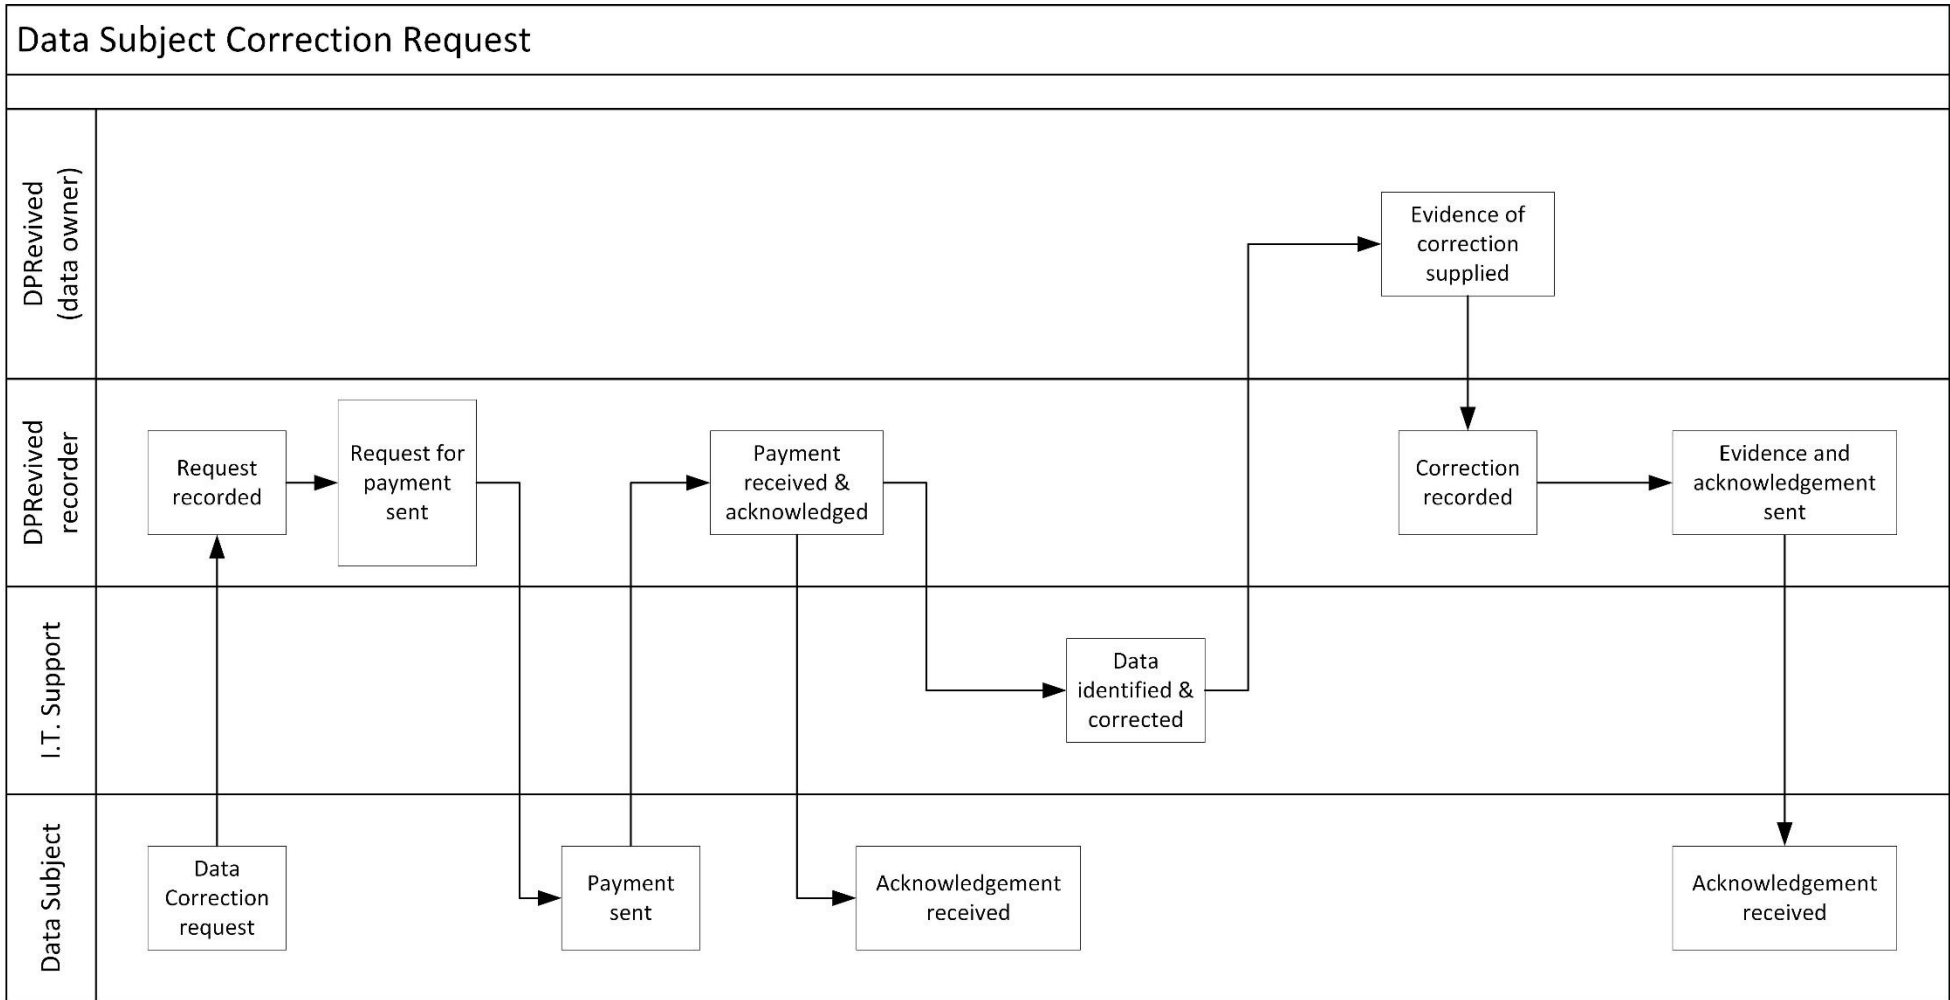 Data Subject Correction Request
DPRevived
(data owner)
Evidence of
correction
supplied
DPRevived
recorder
Request
recorded
Request for
payment
sent
Payment
received &
acknowledged
Correction
recorded
Evidence and
acknowledgement
sent
I.T. Support
Data
identified &
corrected
Data Subject
Data
Correction
request
Payment
sent
Acknowledgement
received
Acknowledgement
received